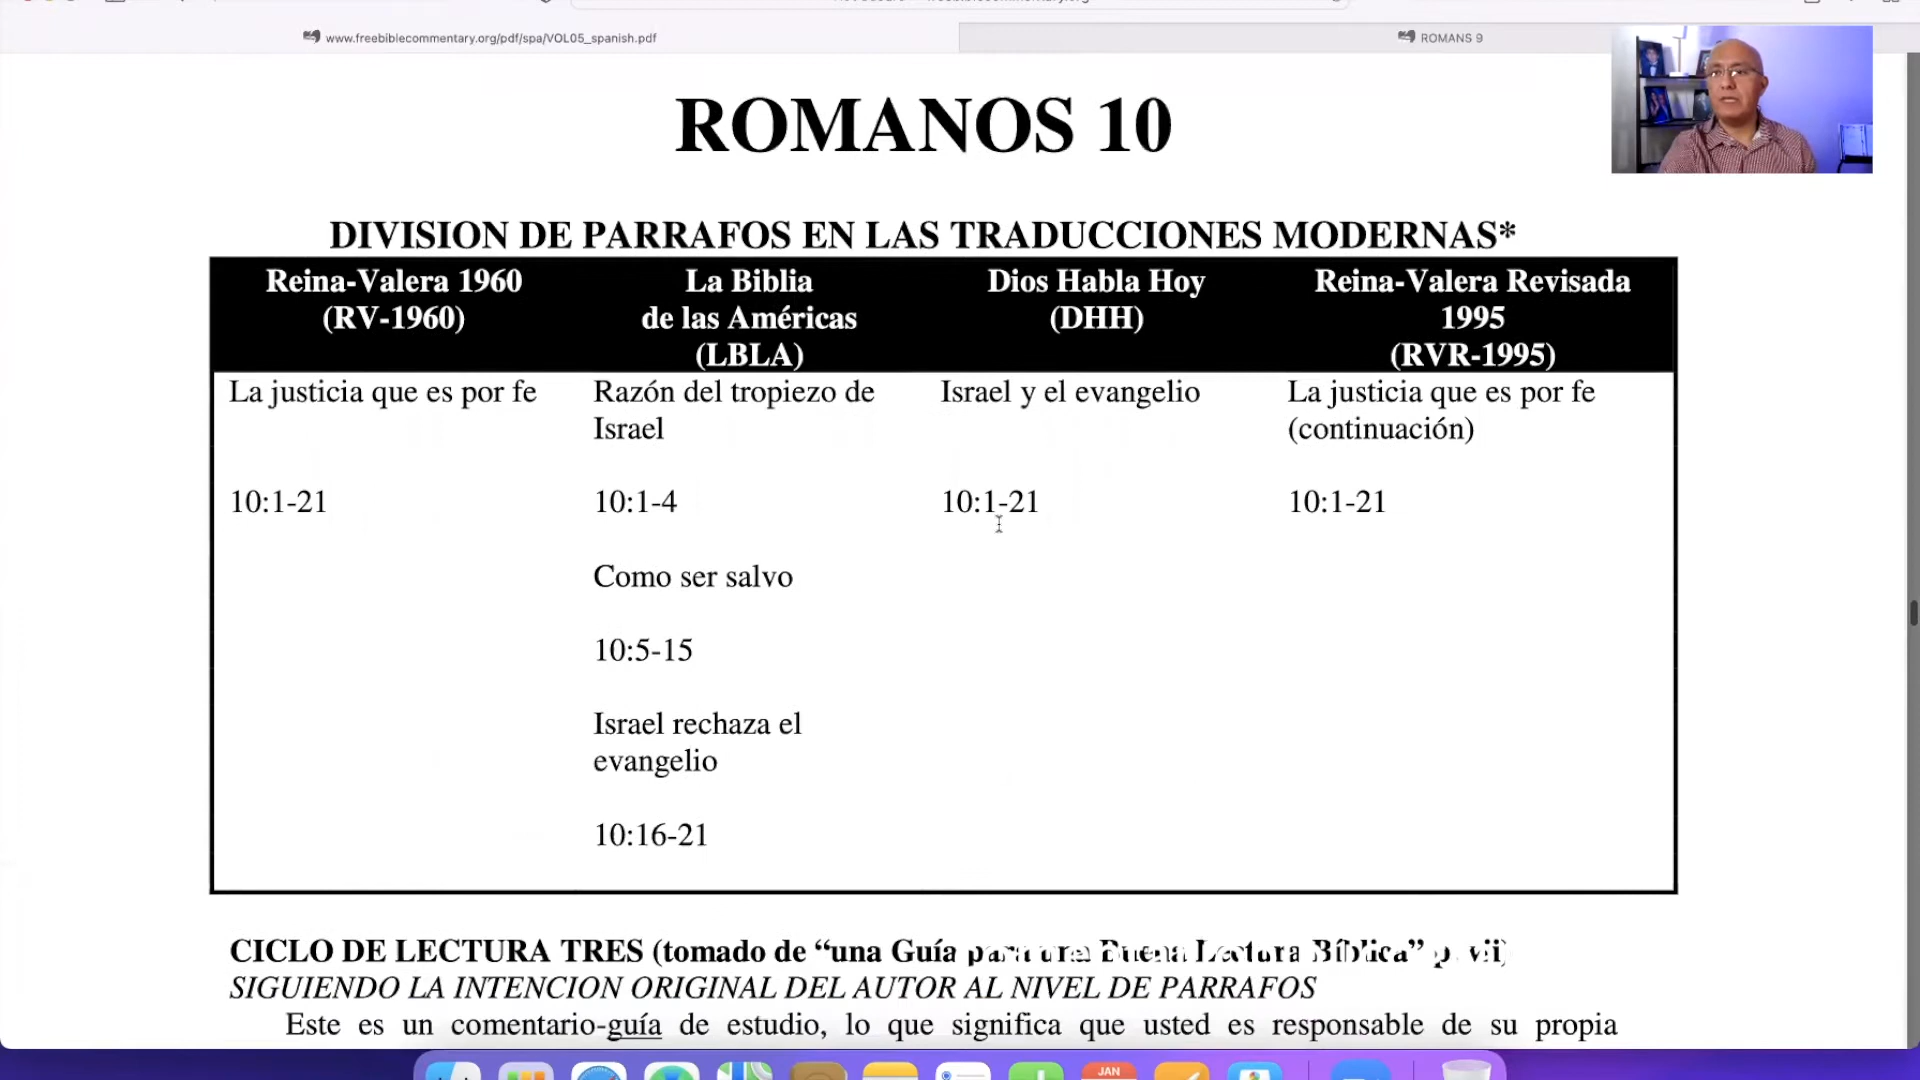 www.freebiblecommentary.org/pdf/spa/VOL05_spanish.pdf
ROMANS 9
ROMANOS 10
DIVISION DE PARRAFOS EN LAS TRADUCCIONES MODERNAS*
Reina-Valera 1960
(RV-1960)
La Biblia
de las Américas
(LBLA)
Dios Habla Hoy
(DHH)
Reina-Valera Revisada
1995
(RVR-1995)
La justicia que es por fe
10:1-21
Razón del tropiezo de
Israel
10:1-4
Como ser salvo
10:5-15
Israel rechaza el
evangelio
10:16-21
Israel y el evangelio
10:1-21
La justicia que es por fe
(continuación)
10:1-21
CICLO DE LECTURA TRES (tomado de “una Guía para una Buena Lectura Bíblica” p. vii)
SIGUIENDO LA INTENCION ORIGINAL DEL AUTOR AL NIVEL DE PARRAFOS
Este es un comentario-guía de estudio, lo que significa que usted es responsable de su propia
JAN